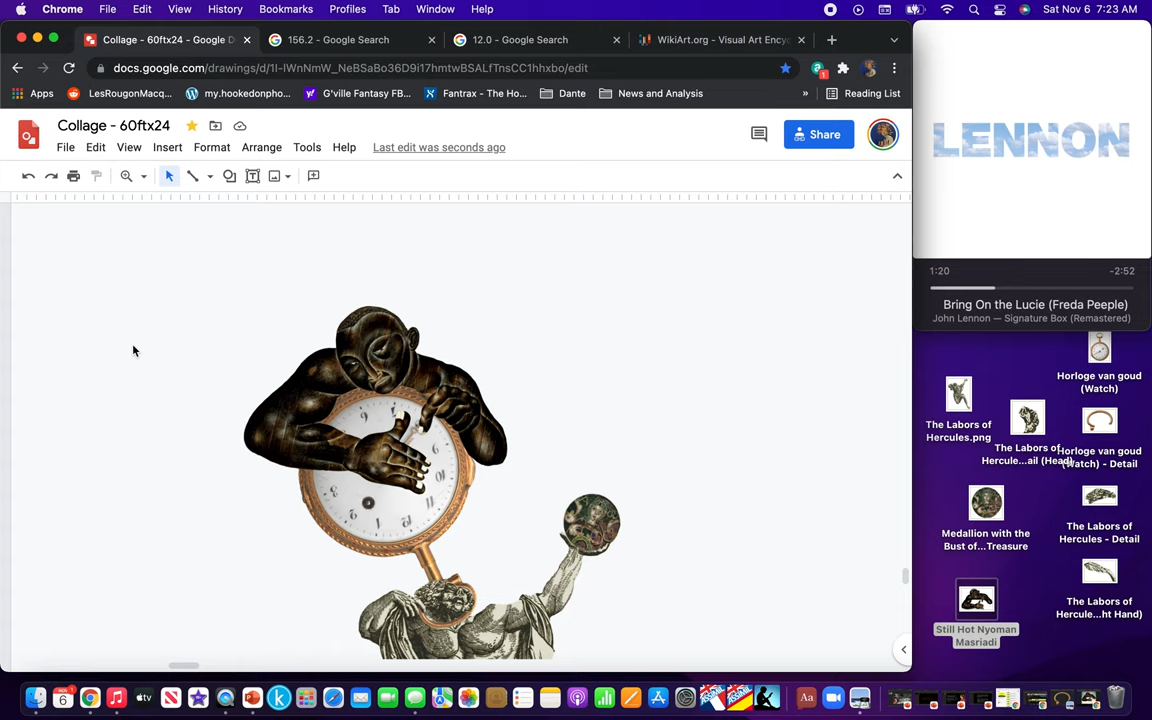 Chrome File Edit View History Bookmarks Profiles Tab Window Help Sat Nov 6 7:23 AM
Collage - 60ftx24 - Google D 156.2 - Google Search 12.0 - Google Search WikiArt.org - Visual Art Ency
docs.google.com/drawings/d/1I-IWnNmW_NeBSaBo36D9i17hmtwBSALfTnsCC1hhxbo/edit
Apps LesRougonMacq... my.hookedonpho... G'ville Fantasy FB... Fantrax - The Ho... Dante News and Analysis » Reading List
Collage - 60ftx24
File Edit View Insert Format Arrange Tools Help Last edit was seconds ago
Share
LENNON
1:20 -2:52
Bring On the Lucie (Freda Peeple)
John Lennon — Signature Box (Remastered)
Horloge van goud
(Watch)
The Labors of
Hercules.png
The Labors of
Hercule...ail (Head)
Horloge van goud
(Watch) - Detail
Medallion with the
Bust of...Treasure
The Labors of
Hercules - Detail
Still Hot Nyoman
Masriadi
The Labors of
Hercule...ht Hand)
NOV
6